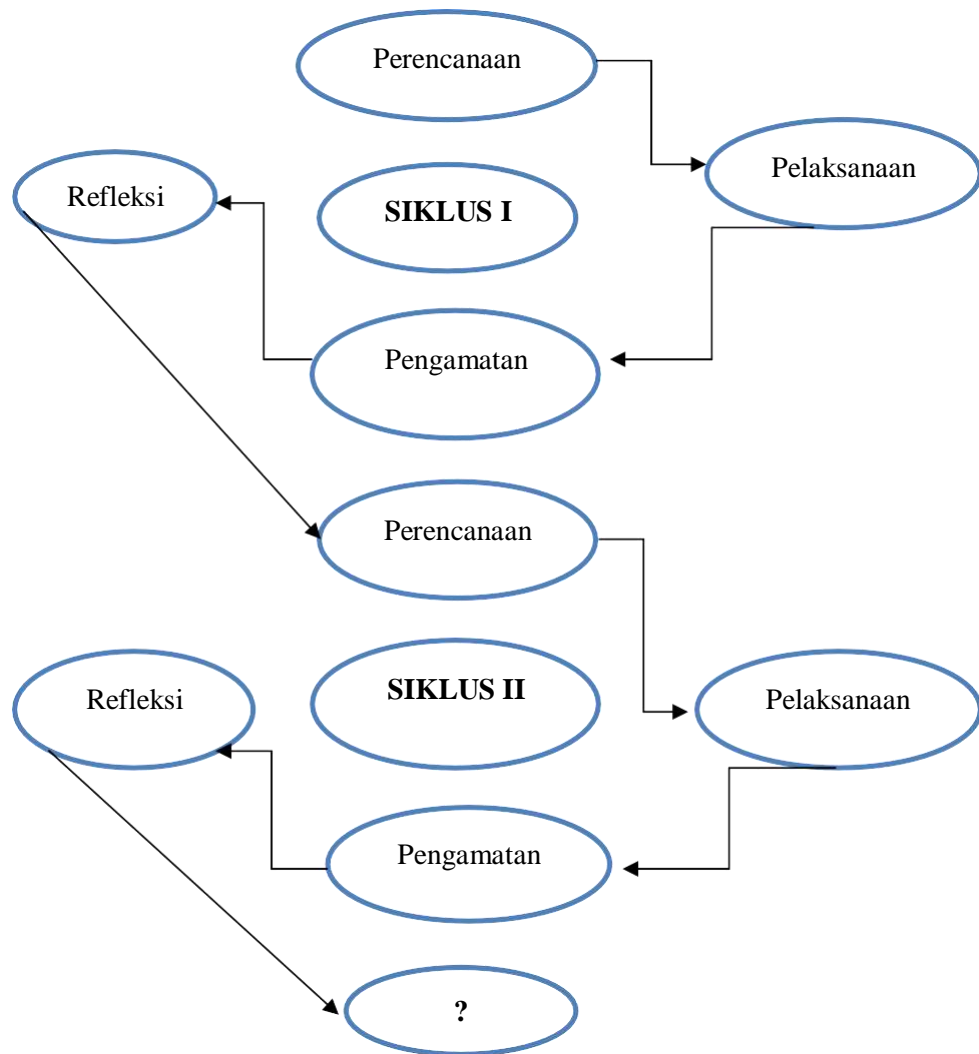 Perencanaan
Pelaksanaan
Refleksi
SIKLUS I
Pengamatan
Perencanaan
Refleksi
SIKLUS II
Pelaksanaan
Pengamatan
?